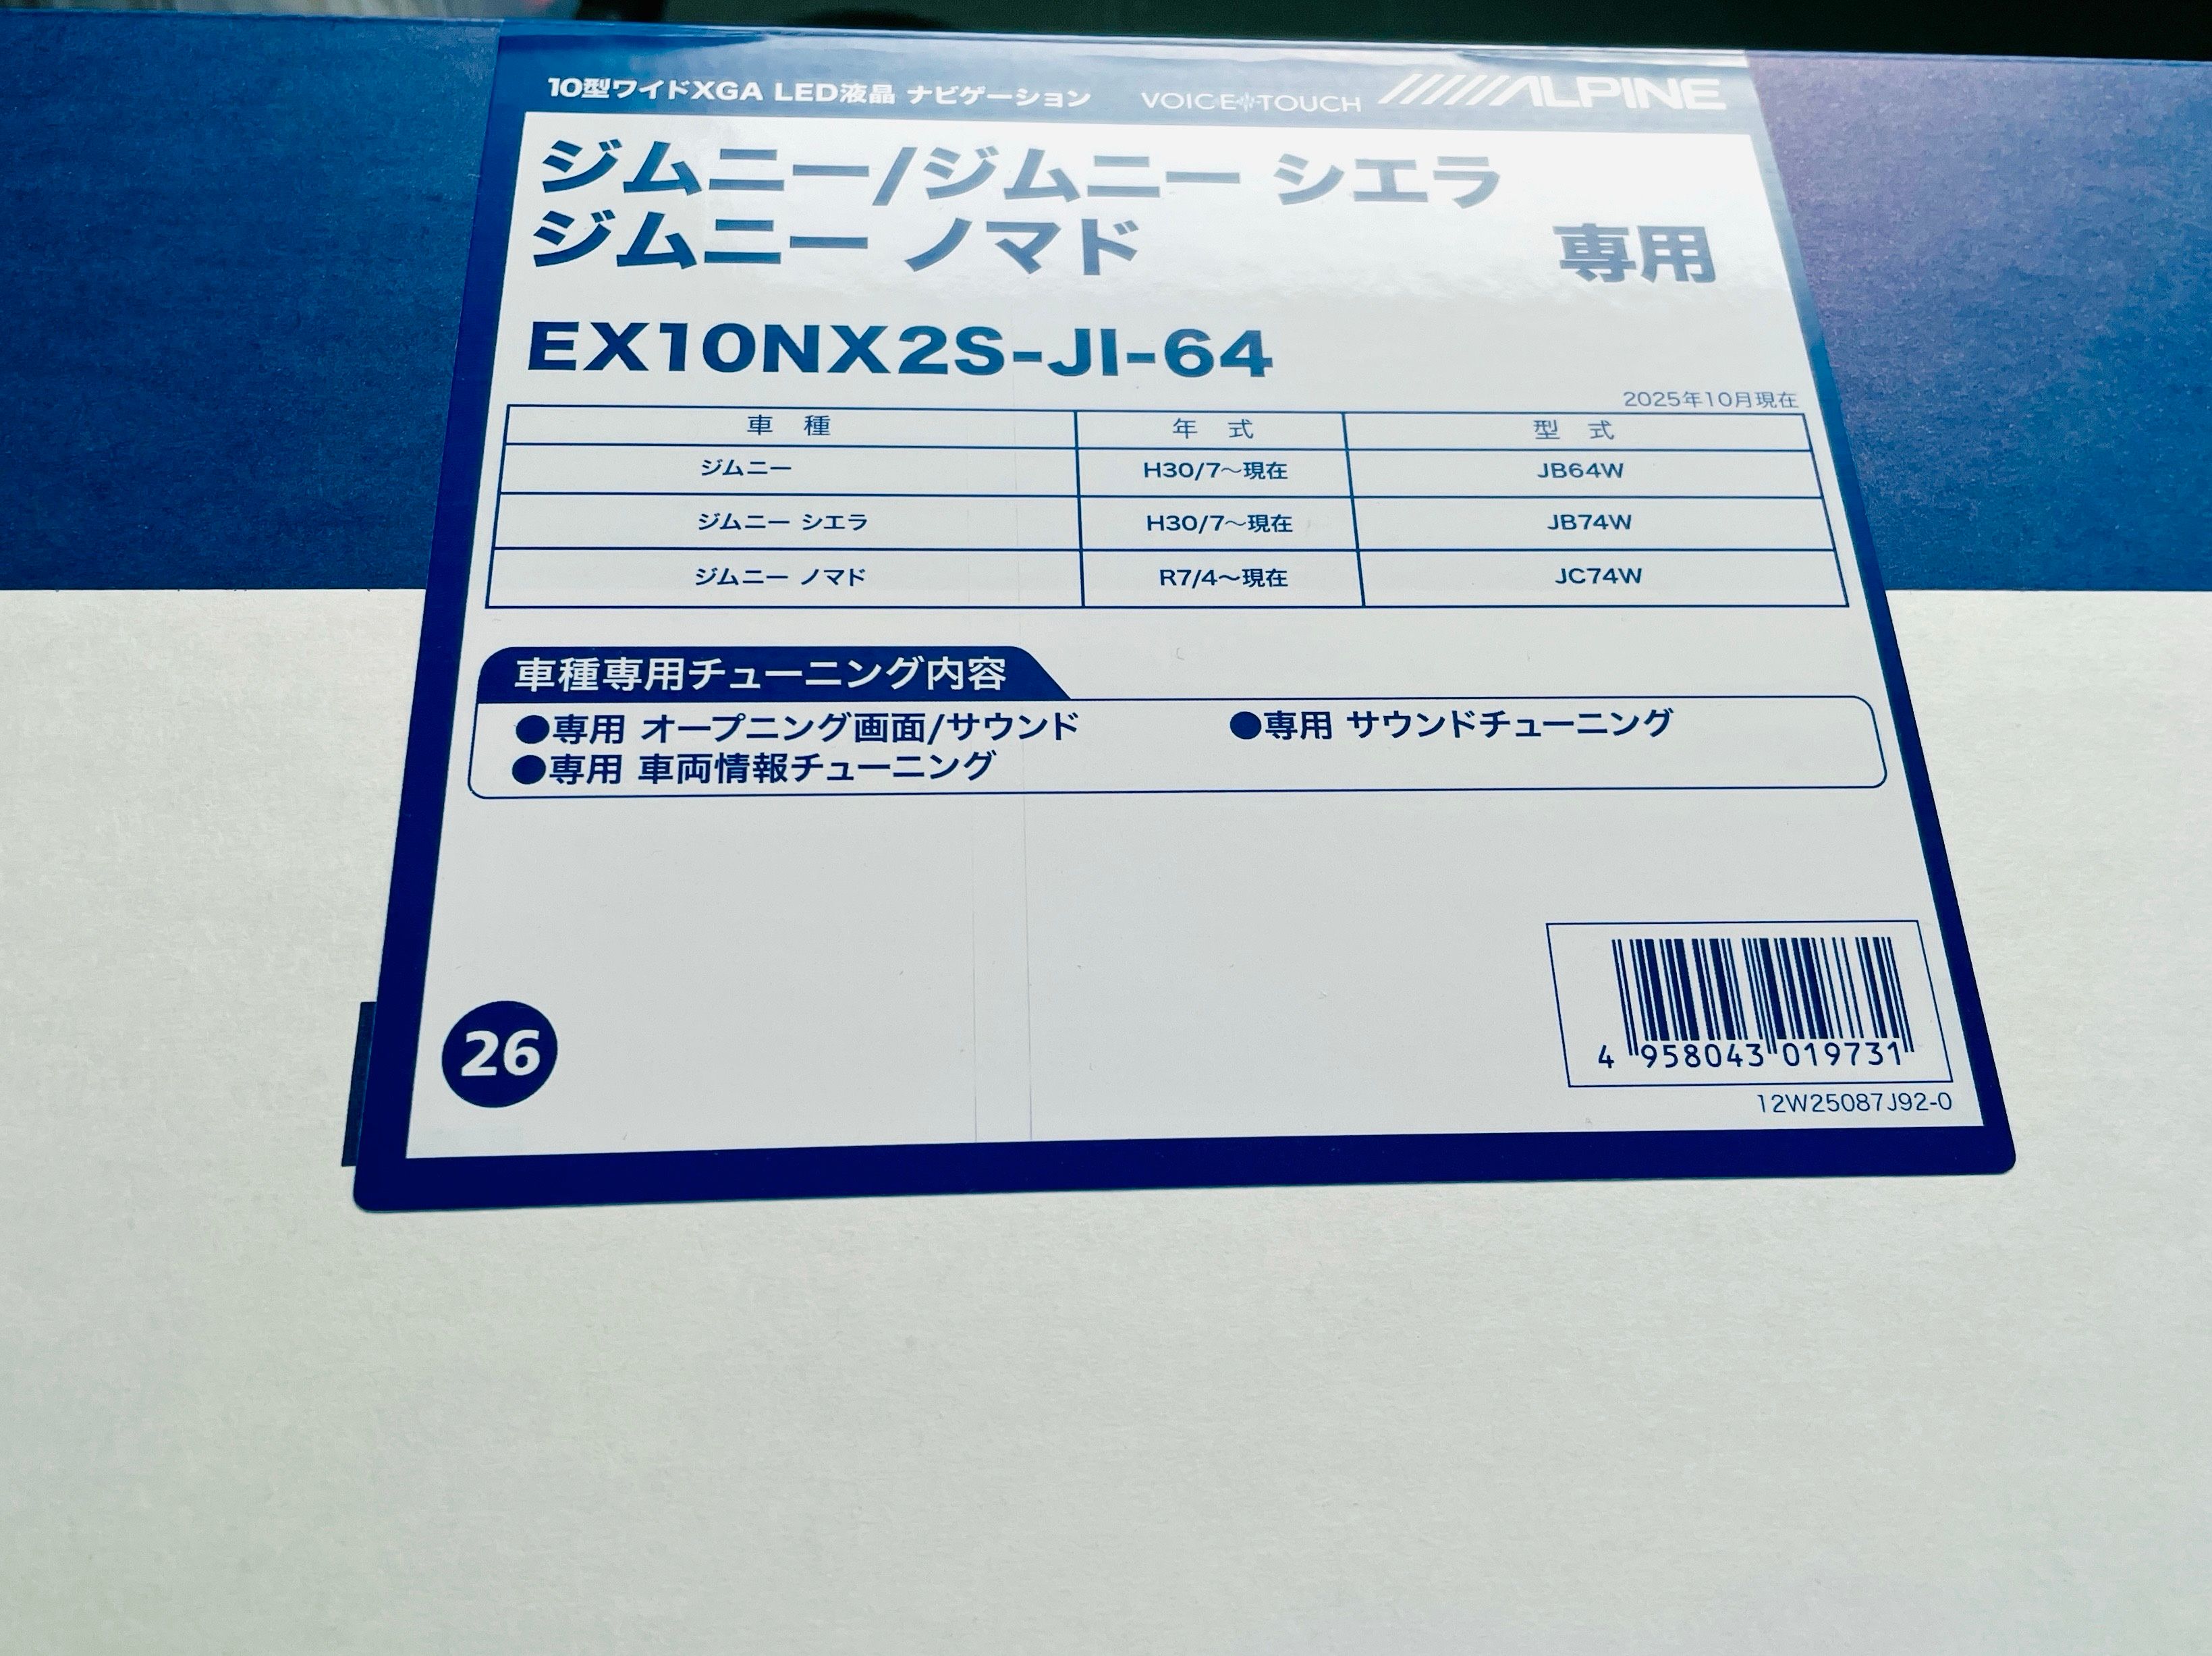 10型ワイドXGA LED液晶 ナビゲーション VOICE TOUCH ALPINE
ジムニー/ジムニー シエラ
ジムニー ノマド 専用
EX10NX2S-JI-64
2025年10月現在
車 種 年 式 型 式
ジムニー H30/7～現在 JB64W
ジムニー シエラ H30/7～現在 JB74W
ジムニー ノマド R7/4～現在 JC74W
車種専用チューニング内容
●専用 オープニング画面/サウンド ●専用 サウンドチューニング
●専用 車両情報チューニング
26
4 958043 019731
12W25087J92-0